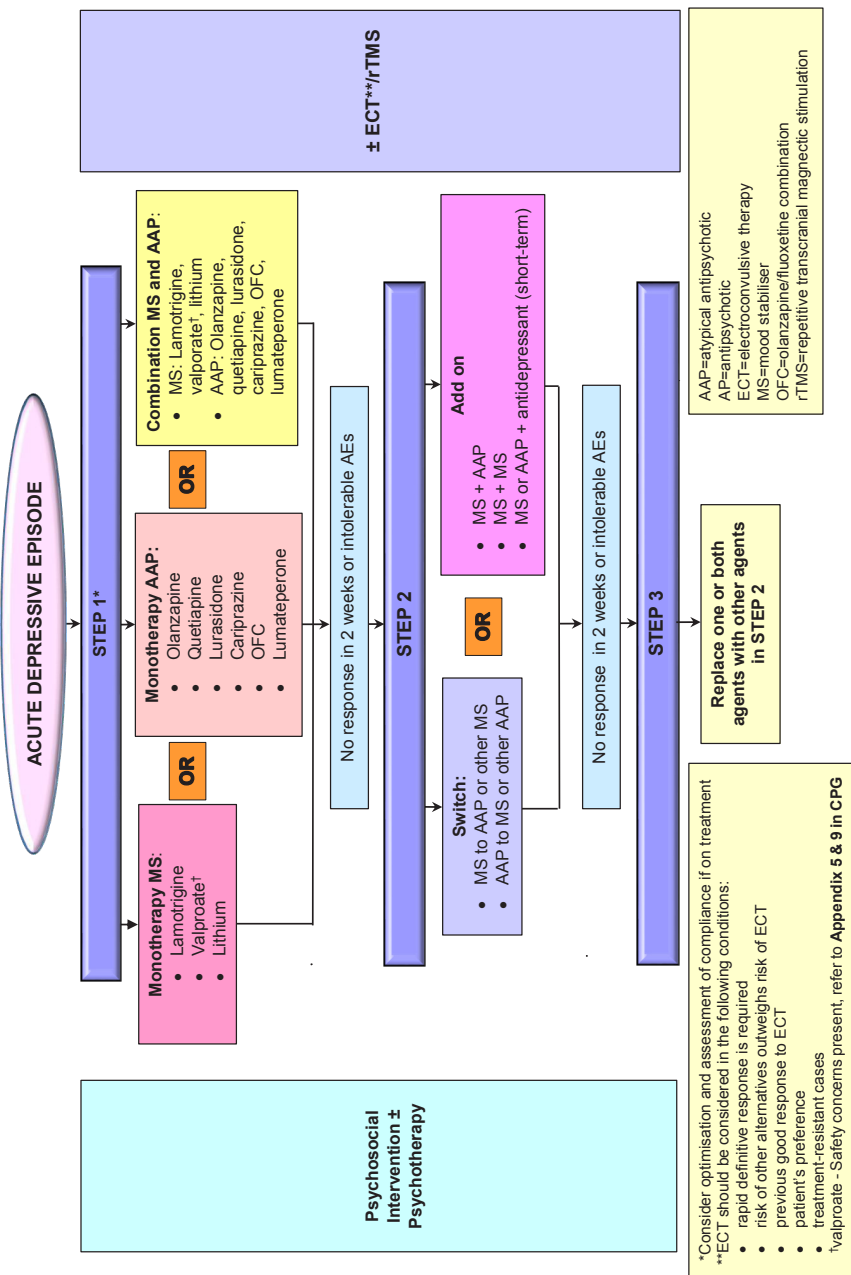 ACUTE DEPRESSIVE EPISODE
STEP 1*
Monotherapy MS:
• Lamotrigine
• Valproate†
• Lithium
OR
Monotherapy AAP:
• Olanzapine
• Quetiapine
• Lurasidone
• Cariprazine
• OFC
• Lumateperone
OR
Combination MS and AAP:
• MS: Lamotrigine,
valporate†, lithium
• AAP: Olanzapine,
quetiapine, lurasidone,
cariprazine, OFC,
lumateperone
No response in 2 weeks or intolerable AEs
STEP 2
Switch:
• MS to AAP or other MS
• AAP to MS or other AAP
OR
Add on
• MS + AAP
• MS + MS
• MS or AAP + antidepressant (short-term)
No response in 2 weeks or intolerable AEs
STEP 3
Replace one or both
agents with other agents
in STEP 2
Psychosocial
Intervention ±
Psychotherapy
± ECT**/rTMS
*Consider optimisation and assessment of compliance if on treatment
**ECT should be considered in the following conditions:
• rapid definitive response is required
• risk of other alternatives outweighs risk of ECT
• previous good response to ECT
• patient's preference
• treatment-resistant cases
†valproate - Safety concerns present, refer to Appendix 5 & 9 in CPG
AAP=atypical antipsychotic
AP=antipsychotic
ECT=electroconvulsive therapy
MS=mood stabiliser
OFC=olanzapine/fluoxetine combination
rTMS=repetitive transcranial magnectic stimulation